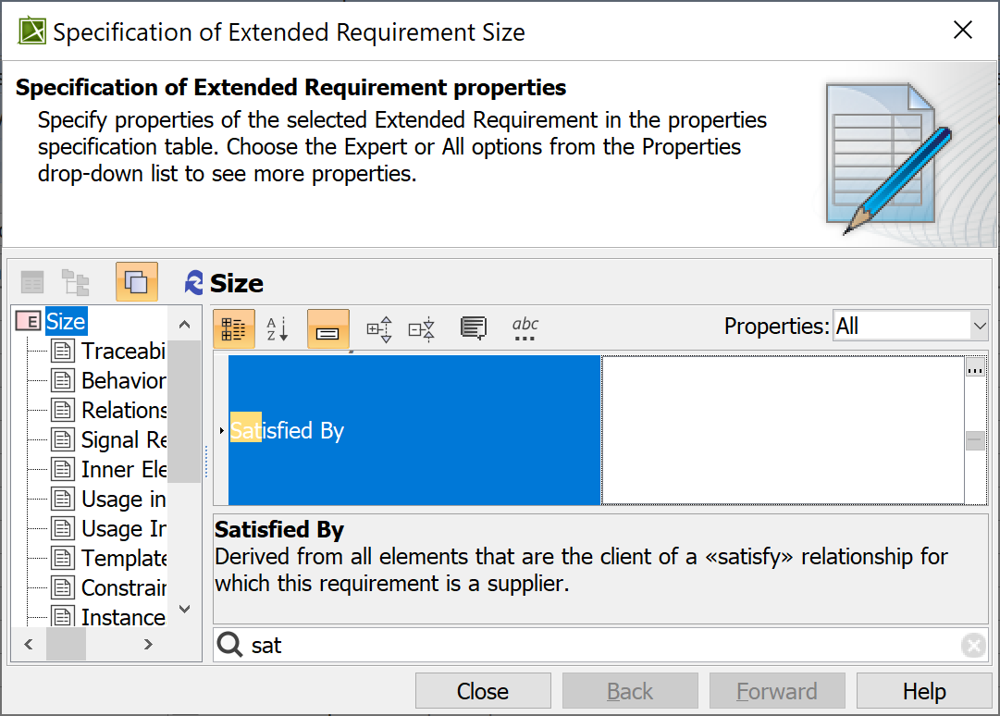 Specification of Extended Requirement Size
Specification of Extended Requirement properties
Specify properties of the selected Extended Requirement in the properties
specification table. Choose the Expert or All options from the Properties
drop-down list to see more properties.
Size
E Size
Traceabi
Behavior
Relations
Signal Re
Inner Ele
Usage in
Usage In
Template
Constrain
Instance
A Z
abc
Properties: All
Satisfied By
...
Satisfied By
Derived from all elements that are the client of a «satisfy» relationship for
which this requirement is a supplier.
sat
Close
Back
Forward
Help